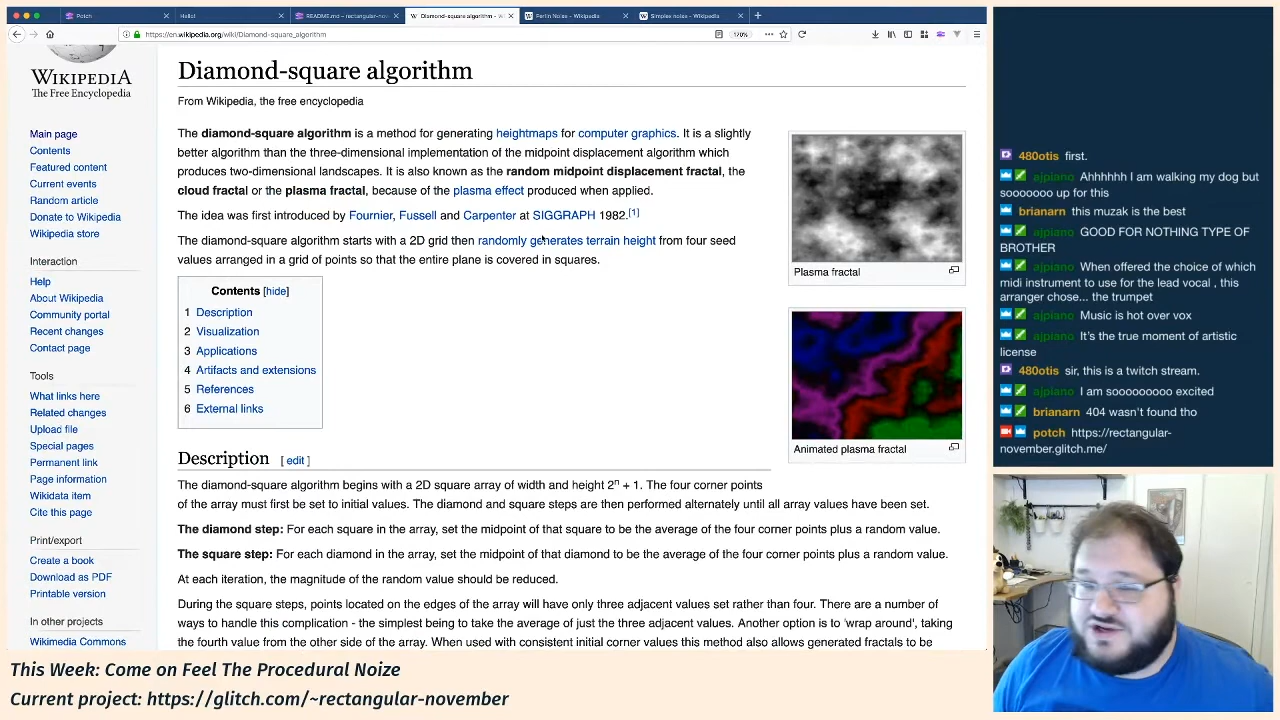 Potch
Hello!
README.md – rectangular-nov
Diamond-square algorithm - W
Perlin Noise – Wikipedia
Simplex noise – Wikipedia
https://en.wikipedia.org/wiki/Diamond-square_algorithm
170%
WIKIPEDIA
The Free Encyclopedia
Main page
Contents
Featured content
Current events
Random article
Donate to Wikipedia
Wikipedia store
Interaction
Help
About Wikipedia
Community portal
Recent changes
Contact page
Tools
What links here
Related changes
Upload file
Special pages
Permanent link
Page information
Wikidata item
Cite this page
Print/export
Create a book
Download as PDF
Printable version
In other projects
Wikimedia Commons
Diamond-square algorithm
From Wikipedia, the free encyclopedia
The diamond-square algorithm is a method for generating heightmaps for computer graphics. It is a slightly
better algorithm than the three-dimensional implementation of the midpoint displacement algorithm which
produces two-dimensional landscapes. It is also known as the random midpoint displacement fractal, the
cloud fractal or the plasma fractal, because of the plasma effect produced when applied.
The idea was first introduced by Fournier, Fussell and Carpenter at SIGGRAPH 1982.[1]
The diamond-square algorithm starts with a 2D grid then randomly generates terrain height from four seed
values arranged in a grid of points so that the entire plane is covered in squares.
Contents [hide]
1 Description
2 Visualization
3 Applications
4 Artifacts and extensions
5 References
6 External links
Plasma fractal
Animated plasma fractal
Description [ edit ]
The diamond-square algorithm begins with a 2D square array of width and height 2ⁿ + 1. The four corner points
of the array must first be set to initial values. The diamond and square steps are then performed alternately until all array values have been set.
The diamond step: For each square in the array, set the midpoint of that square to be the average of the four corner points plus a random value.
The square step: For each diamond in the array, set the midpoint of that diamond to be the average of the four corner points plus a random value.
At each iteration, the magnitude of the random value should be reduced.
During the square steps, points located on the edges of the array will have only three adjacent values set rather than four. There are a number of
ways to handle this complication - the simplest being to take the average of just the three adjacent values. Another option is to 'wrap around', taking
the fourth value from the other side of the array. When used with consistent initial corner values this method also allows generated fractals to be
480otis first.
ajpiano Ahhhhhh I am walking my dog but
sooooooo up for this
brianarn this muzak is the best
ajpiano GOOD FOR NOTHING TYPE OF
BROTHER
ajpiano When offered the choice of which
midi instrument to use for the lead vocal , this
arranger chose... the trumpet
ajpiano Music is hot over vox
ajpiano It's the true moment of artistic
license
480otis sir, this is a twitch stream.
ajpiano I am sooooooooo excited
brianarn 404 wasn't found tho
potch https://rectangular-
november.glitch.me/
This Week: Come on Feel The Procedural Noize
Current project: https://glitch.com/~rectangular-november